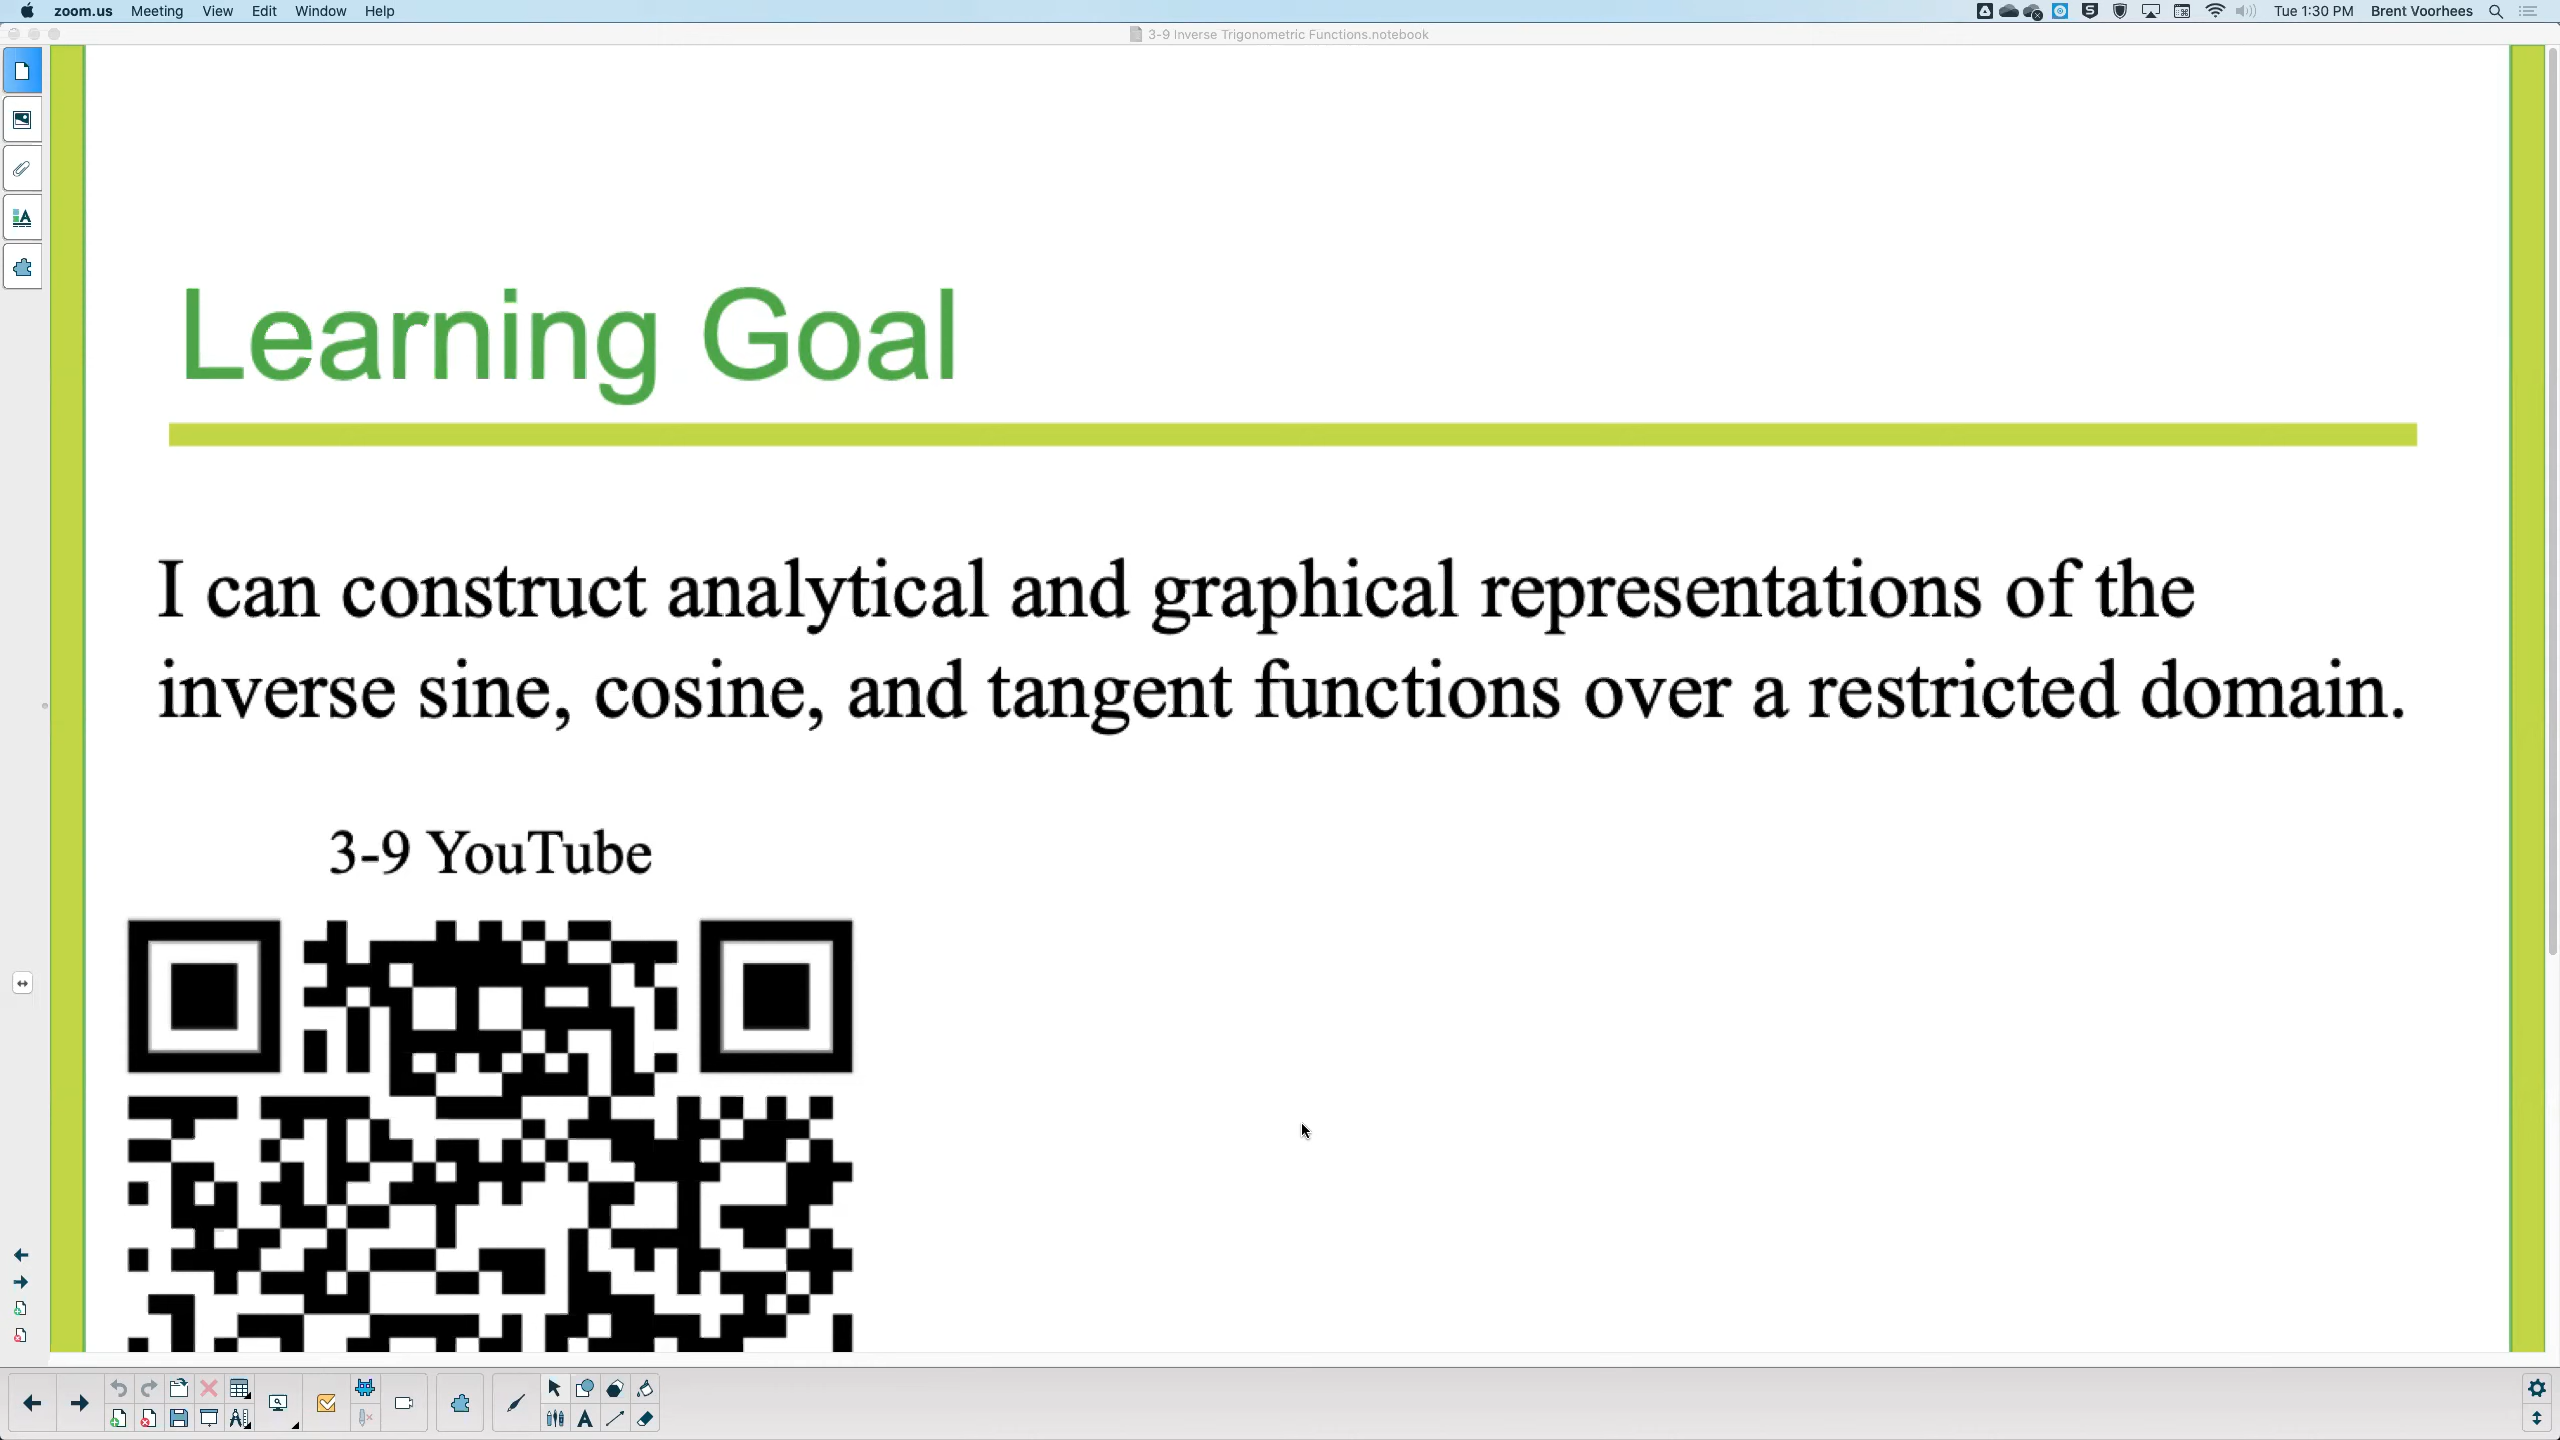 zoom.us Meeting View Edit Window Help
Tue 1:30 PM Brent Voorhees
3-9 Inverse Trigonometric Functions.notebook
Learning Goal
I can construct analytical and graphical representations of the
inverse sine, cosine, and tangent functions over a restricted domain.
3-9 YouTube